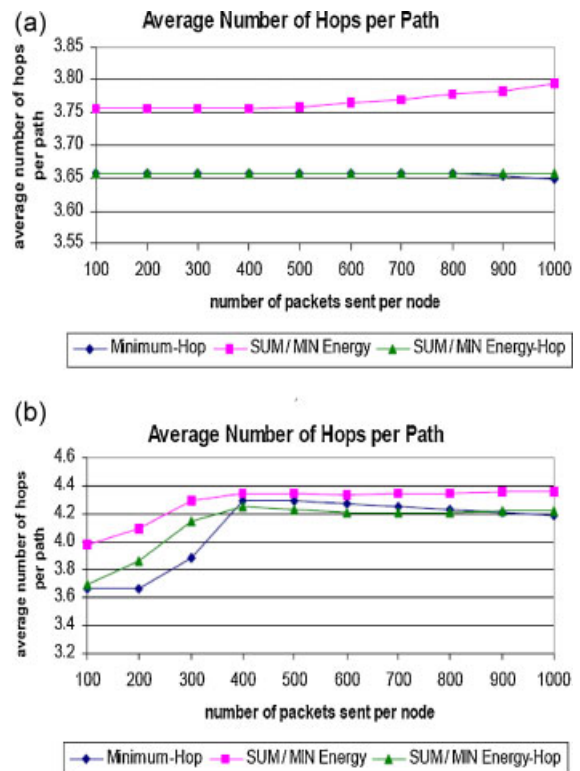 (a)
Average Number of Hops per Path
average number of hops
per path
3.85
3.80
3.75
3.70
3.65
3.60
3.55
100 200 300 400 500 600 700 800 900 1000
number of packets sent per node
Minimum-Hop SUM / MIN Energy SUM / MIN Energy-Hop
(b)
Average Number of Hops per Path
average number of hops
per path
4.6
4.4
4.2
4.0
3.8
3.6
3.4
3.2
100 200 300 400 500 600 700 800 900 1000
number of packets sent per node
Minimum-Hop SUM / MIN Energy SUM / MIN Energy-Hop